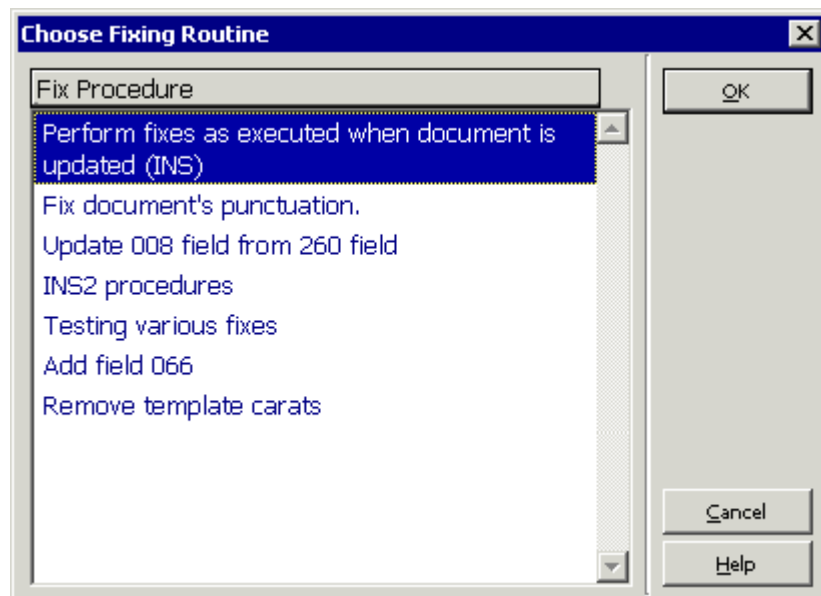 Choose Fixing Routine
Fix Procedure
Perform fixes as executed when document is
updated (INS)
Fix document's punctuation.
Update 008 field from 260 field
INS2 procedures
Testing various fixes
Add field 066
Remove template carats
OK
Cancel
Help